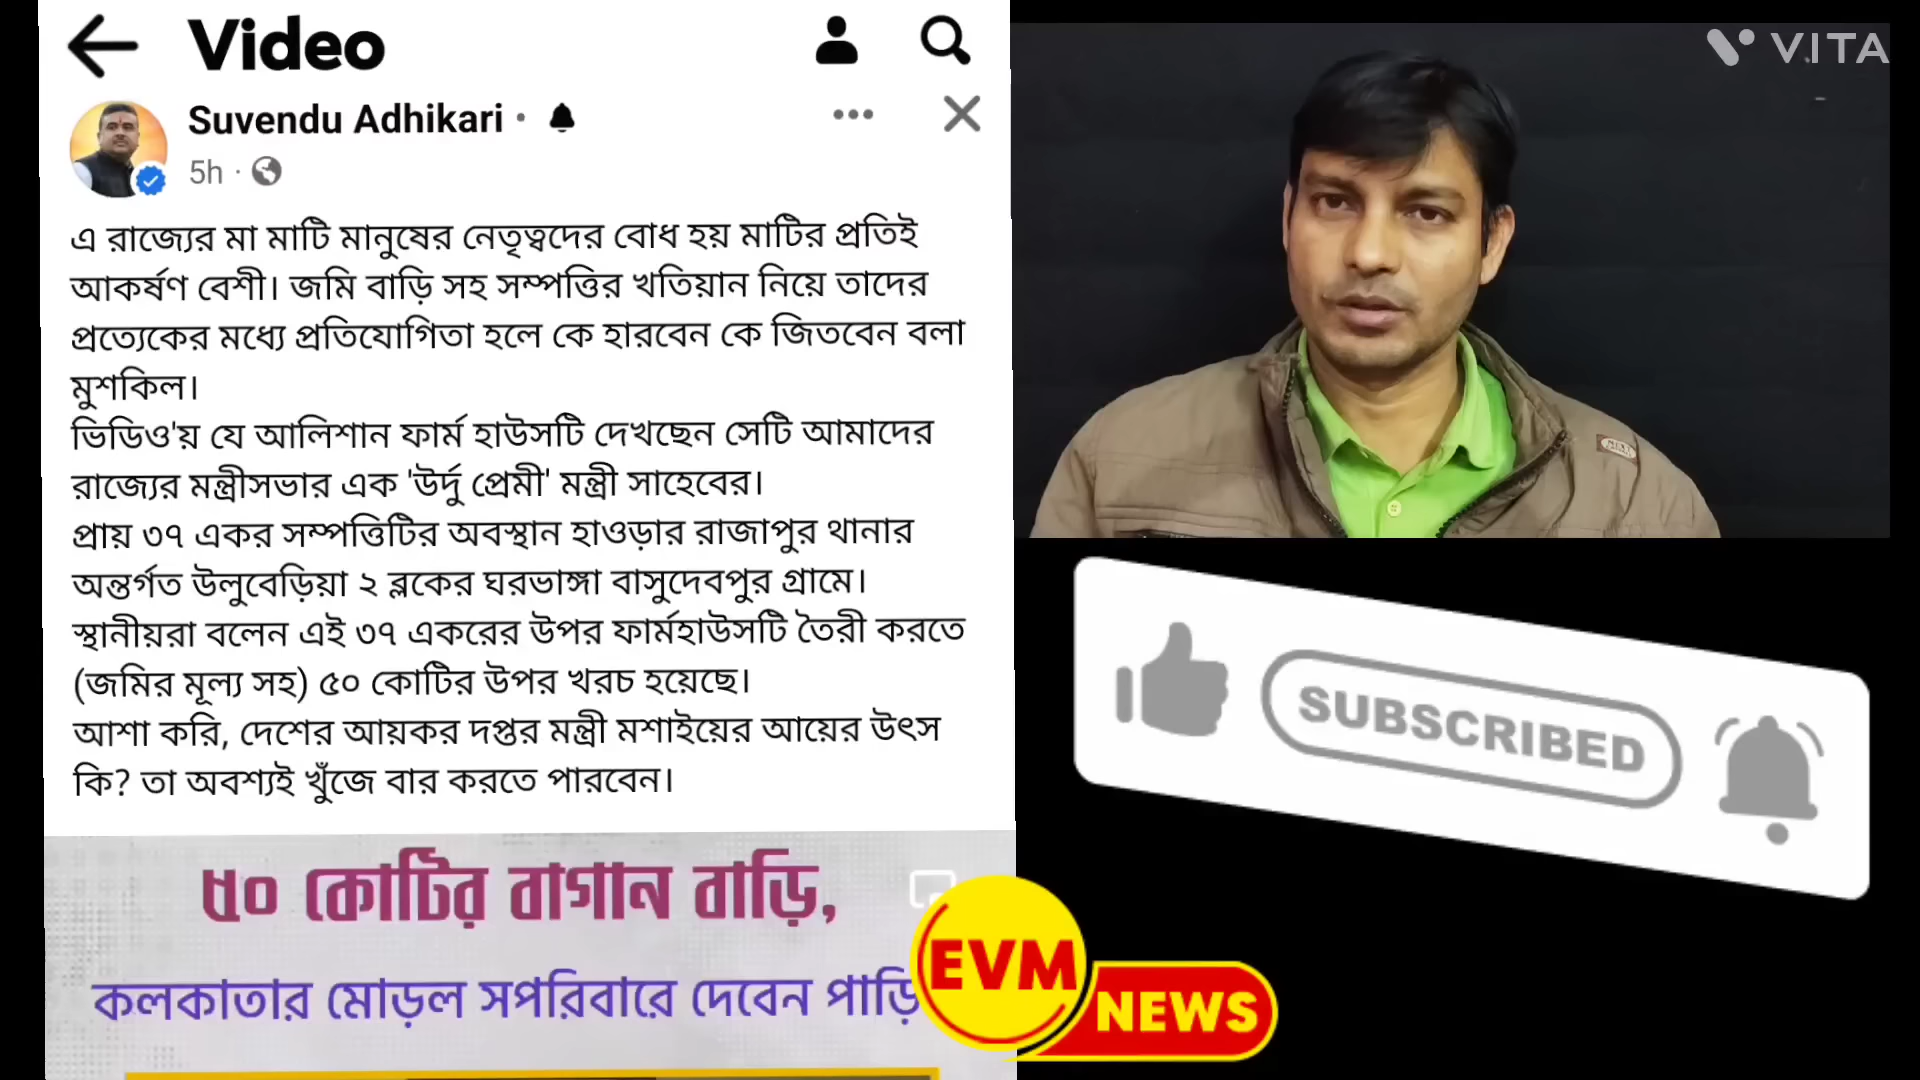 Video
Suvendu Adhikari
5h
এ রাজ্যের মা মাটি মানুষের নেতৃত্বদের বোধ হয় মাটির প্রতিই
আকর্ষণ বেশী। জমি বাড়ি সহ সম্পত্তির খতিয়ান নিয়ে তাদের
প্রত্যেকের মধ্যে প্রতিযোগিতা হলে কে হারবেন কে জিতবেন বলা
মুশকিল।
ভিডিও'য় যে আলিশান ফার্ম হাউসটি দেখছেন সেটি আমাদের
রাজ্যের মন্ত্রীসভার এক 'উর্দু প্রেমী' মন্ত্রী সাহেবের।
প্রায় ৩৭ একর সম্পত্তিটির অবস্থান হাওড়ার রাজাপুর থানার
অন্তর্গত উলুবেড়িয়া ২ ব্লকের ঘরভাঙ্গা বাসুদেবপুর গ্রামে।
স্থানীয়রা বলেন এই ৩৭ একরের উপর ফার্মহাউসটি তৈরী করতে
(জমির মূল্য সহ) ৫০ কোটির উপর খরচ হয়েছে।
আশা করি, দেশের আয়কর দপ্তর মন্ত্রী মশাইয়ের আয়ের উৎস
কি? তা অবশ্যই খুঁজে বার করতে পারবেন।
৫০ কোটির বাগান বাড়ি,
কলকাতার মোড়ল সপরিবারে দেবেন পাড়ি
VITA
SUBSCRIBED
EVM
NEWS